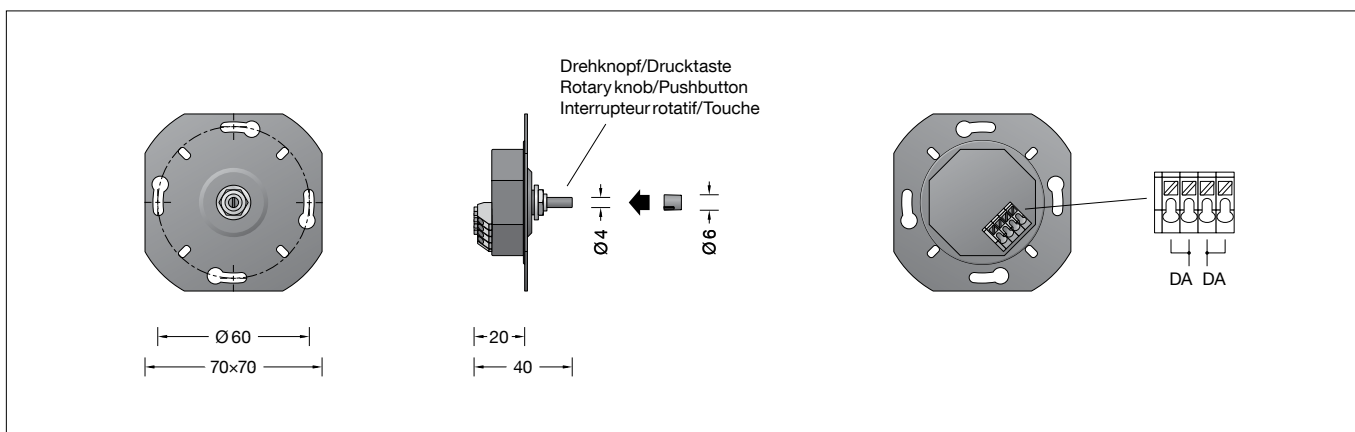 Drehknopf/Drucktaste
Rotary knob/Pushbutton
Interrupteur rotatif/Touche
Ø 4
Ø 6
DA DA
Ø 60
70×70
20
40